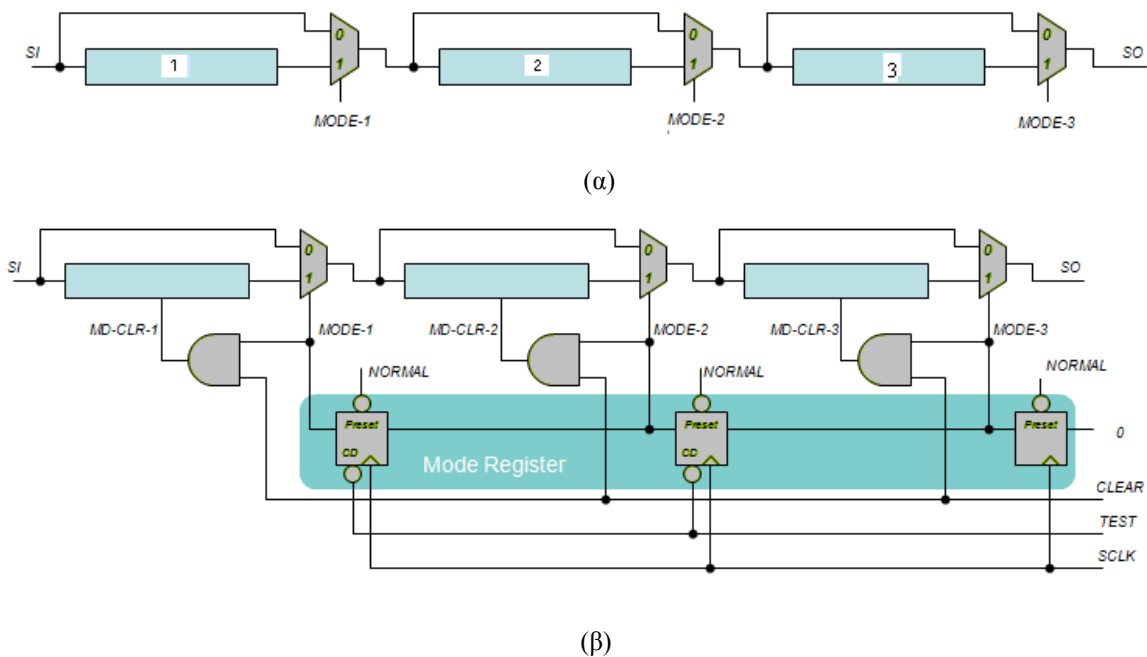 SI
1
0
1
MODE-1
2
0
1
MODE-2
3
0
1
MODE-3
SO
(α)
SI
0
1
MD-CLR-1
MODE-1
0
1
MD-CLR-2
MODE-2
0
1
MD-CLR-3
MODE-3
SO
NORMAL
NORMAL
NORMAL
Preset
CD
Preset
CD
Preset
0
Mode Register
CLEAR
TEST
SCLK
(β)